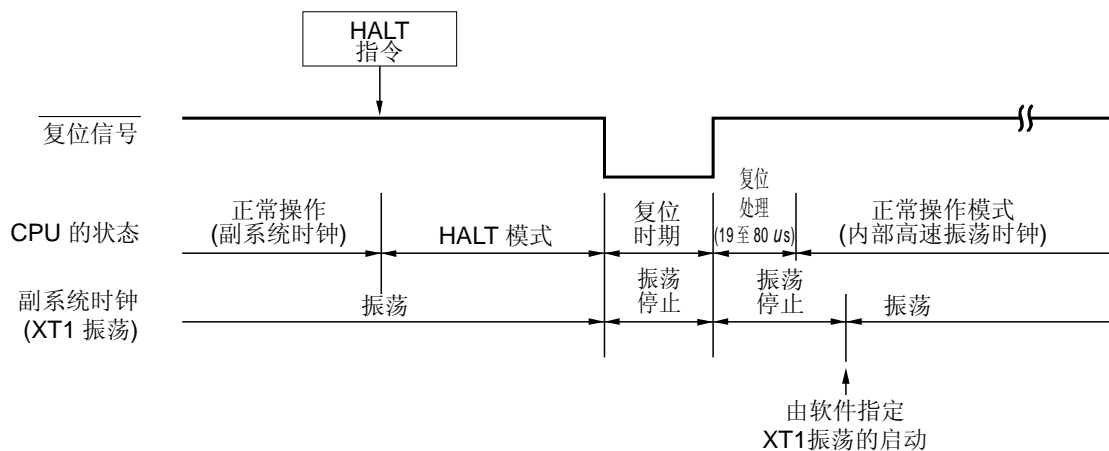 HALT
指令
复位信号
CPU 的状态
正常操作
(副系统时钟)
HALT 模式
复位
时期
复位
处理
(19 至 80 us)
正常操作模式
(内部高速振荡时钟)
副系统时钟
(XT1 振荡)
振荡
振荡
停止
振荡
停止
振荡
由软件指定
XT1振荡的启动